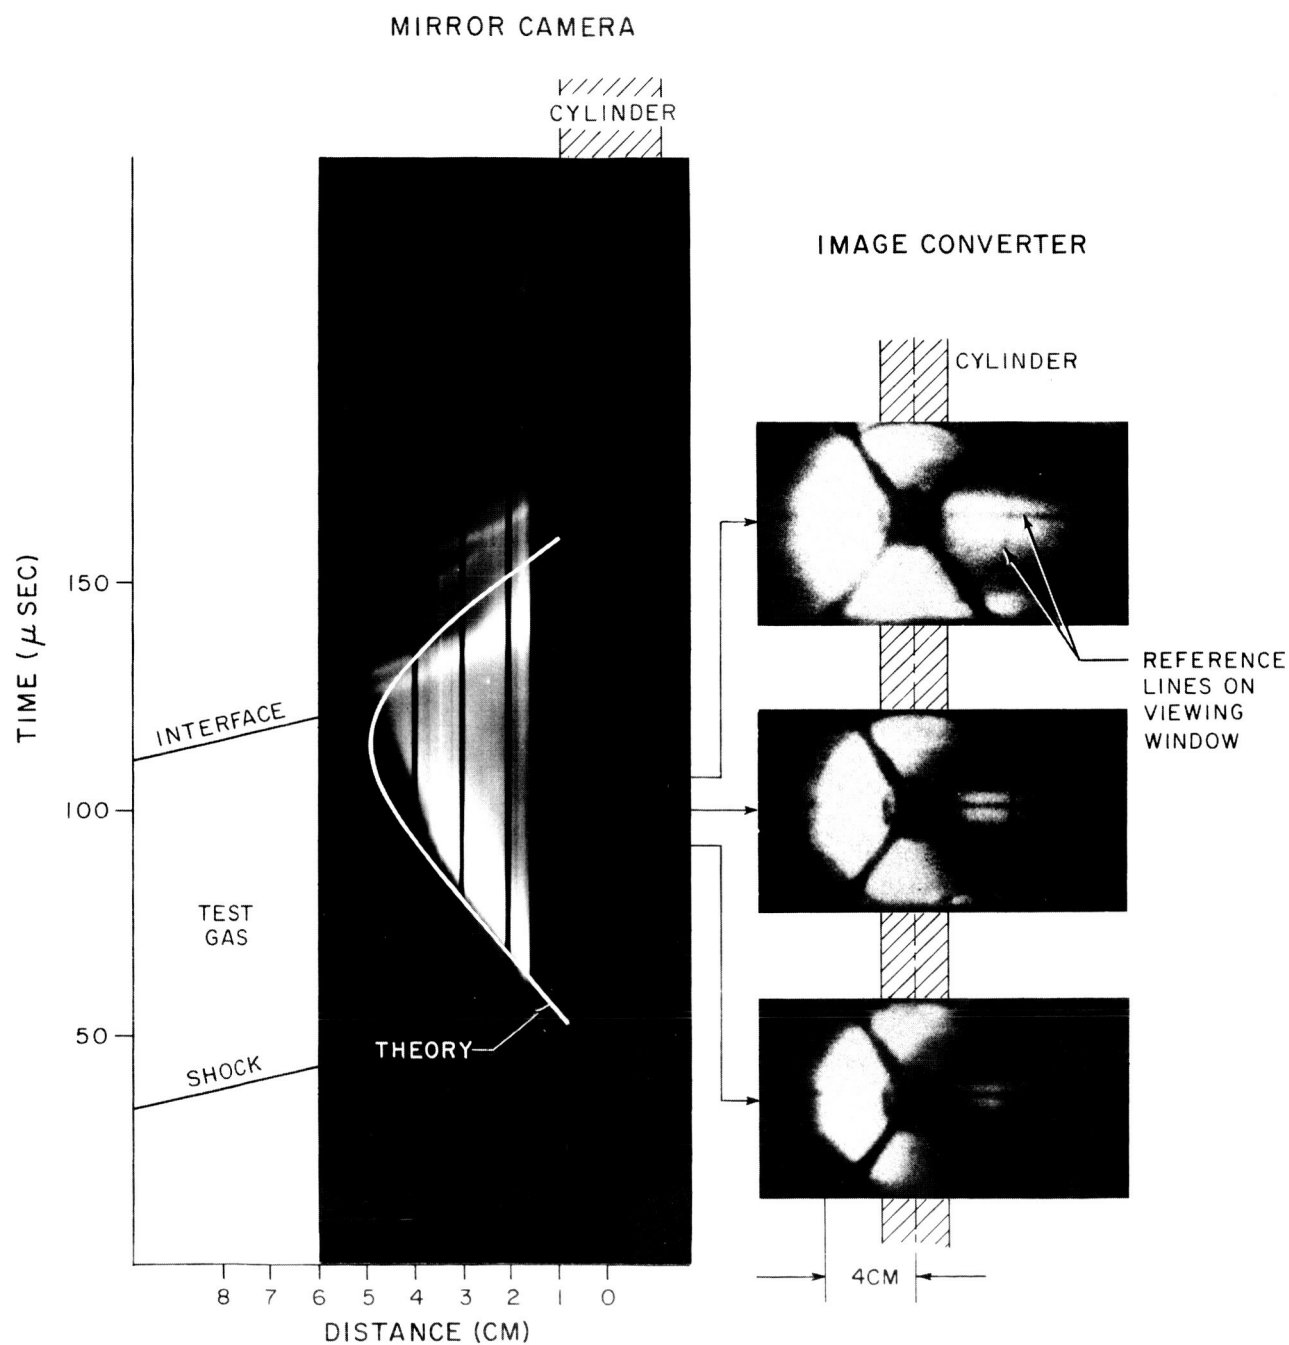 MIRROR CAMERA
CYLINDER
IMAGE CONVERTER
CYLINDER
TIME (μ SEC)
150
100
50
INTERFACE
TEST
GAS
SHOCK
THEORY
REFERENCE
LINES ON
VIEWING
WINDOW
8 7 6 5 4 3 2 1 0
DISTANCE (CM)
4CM